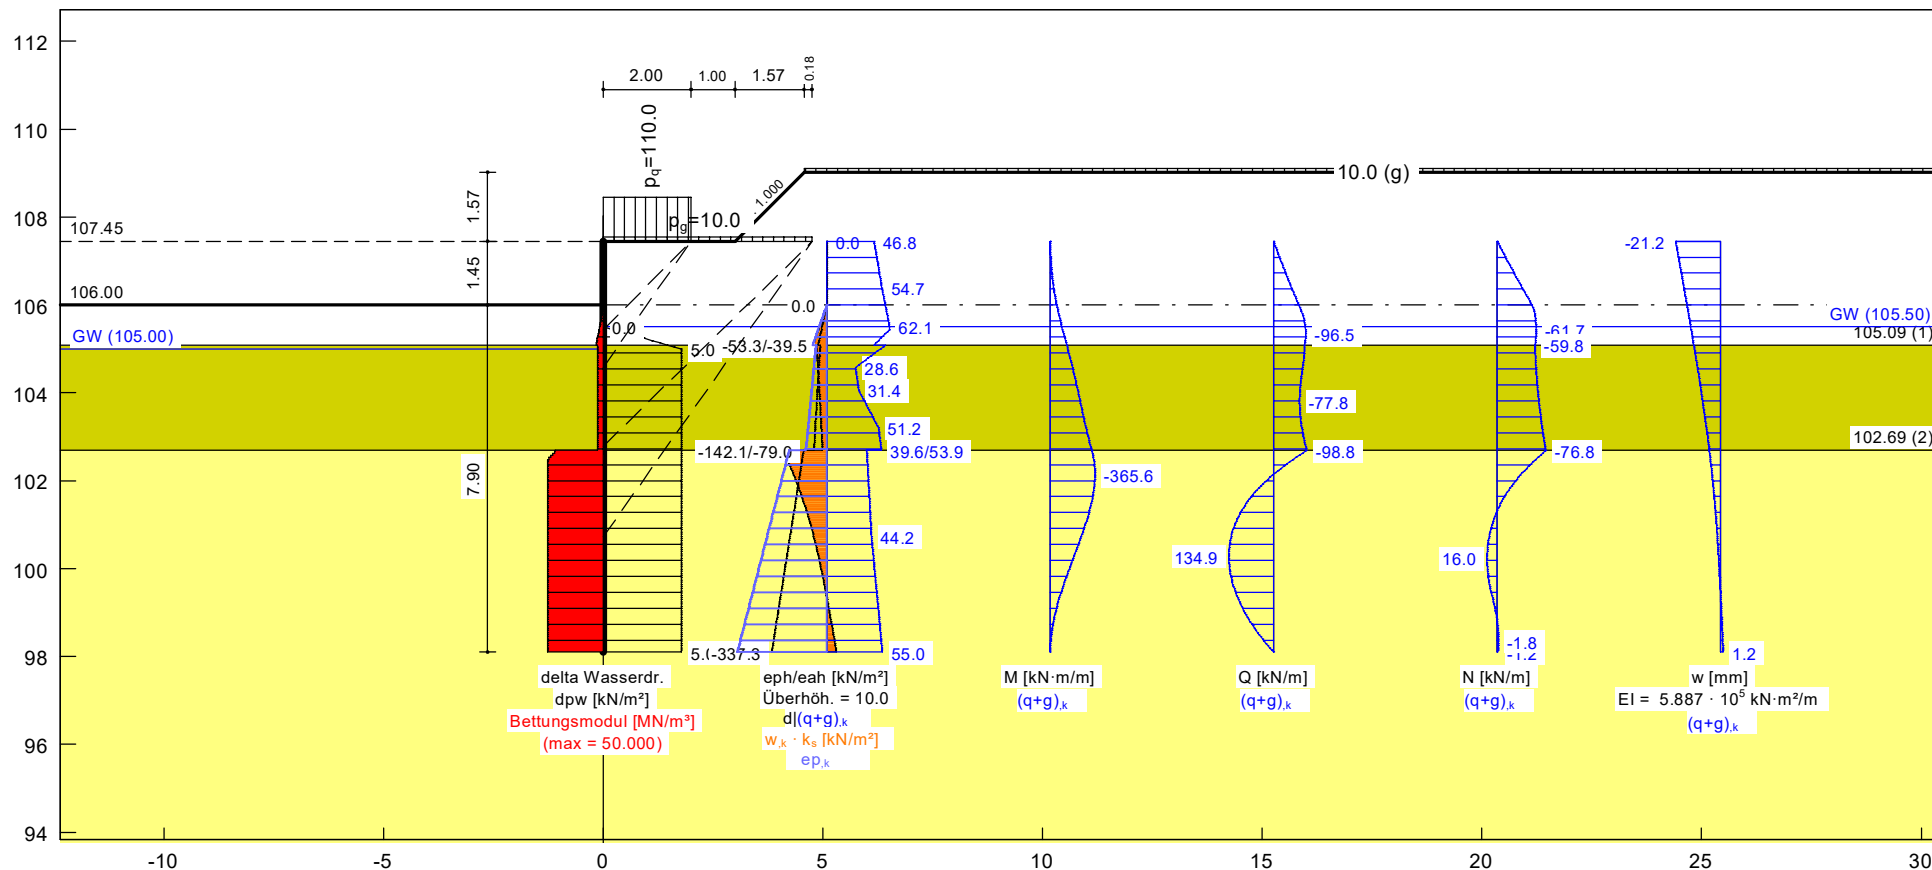 112
110
108
106
104
102
100
98
96
94
-10
-5
0
5
10
15
20
25
30
2.00
1.00
1.57
0.18
pq=110.0
pg=10.0
1.000
10.0 (g)
1.57
1.45
7.90
107.45
106.00
GW (105.00)
GW (105.50)
105.09 (1)
102.69 (2)
0.0
5.0
0.0
0.0
46.8
54.7
62.1
-53.3/-39.5
28.6
31.4
51.2
-142.1/-79.0
39.6/53.9
44.2
-337.3
55.0
-365.6
-96.5
-77.8
-98.8
134.9
-61.7
-59.8
-76.8
16.0
-1.8
-1.2
-21.2
1.2
delta Wasserdr.
dpw [kN/m²]
Bettungsmodul [MN/m³]
(max = 50.000)
eph/eah [kN/m²]
Überhöh. = 10.0
d|(q+g),k
w,k · ks [kN/m²]
ep,k
M [kN·m/m]
(q+g),k
Q [kN/m]
(q+g),k
N [kN/m]
(q+g),k
w [mm]
EI = 5.887 · 10⁵ kN·m²/m
(q+g),k